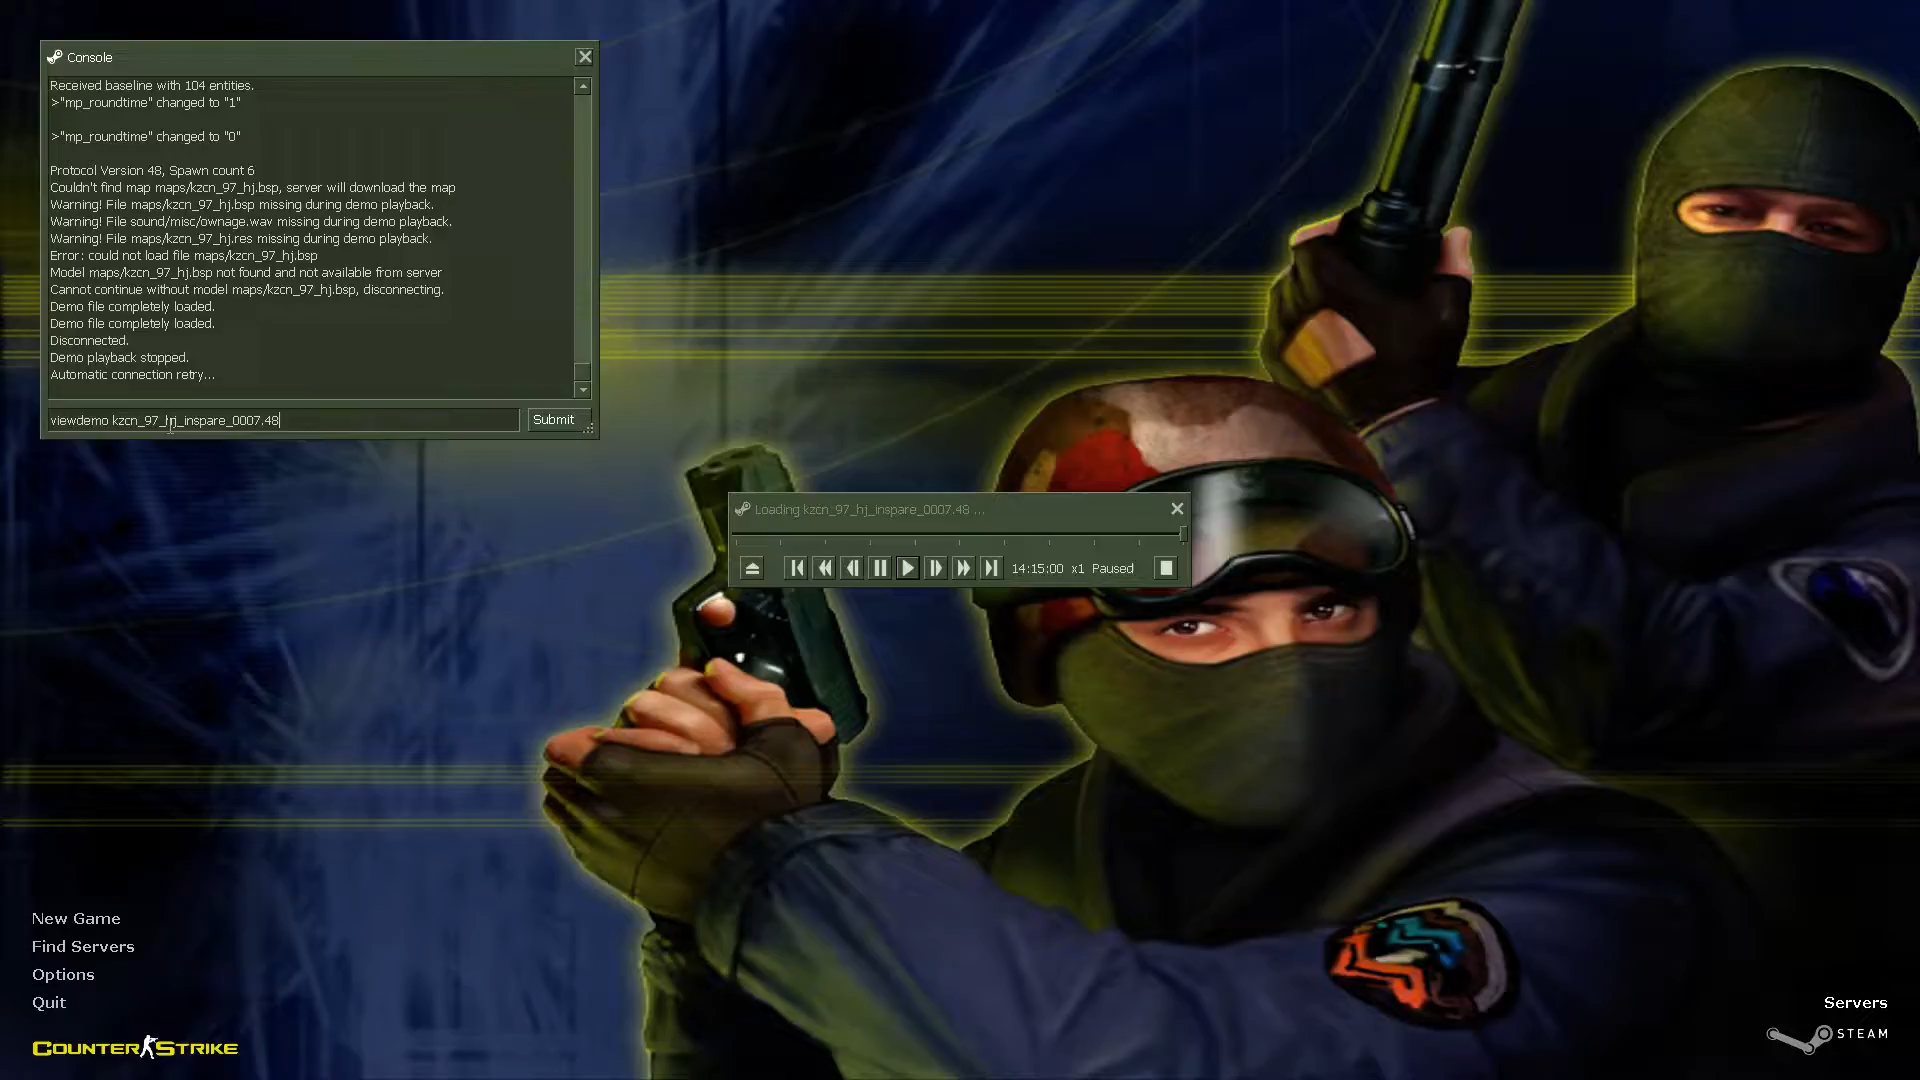 Console
Received baseline with 104 entities.
>"mp_roundtime" changed to "1"
>"mp_roundtime" changed to "0"
Protocol Version 48, Spawn count 6
Couldn't find map maps/kzcn_97_hj.bsp, server will download the map
Warning! File maps/kzcn_97_hj.bsp missing during demo playback.
Warning! File sound/misc/ownage.wav missing during demo playback.
Warning! File maps/kzcn_97_hj.res missing during demo playback.
Error: could not load file maps/kzcn_97_hj.bsp
Model maps/kzcn_97_hj.bsp not found and not available from server
Cannot continue without model maps/kzcn_97_hj.bsp, disconnecting.
Demo file completely loaded.
Demo file completely loaded.
Disconnected.
Demo playback stopped.
Automatic connection retry...
viewdemo kzcn_97_hj_inspare_0007.48
Submit
Loading kzcn_97_hj_inspare_0007.48 ...
14:15:00 x1 Paused
New Game
Find Servers
Options
Quit
COUNTER STRIKE
Servers
STEAM